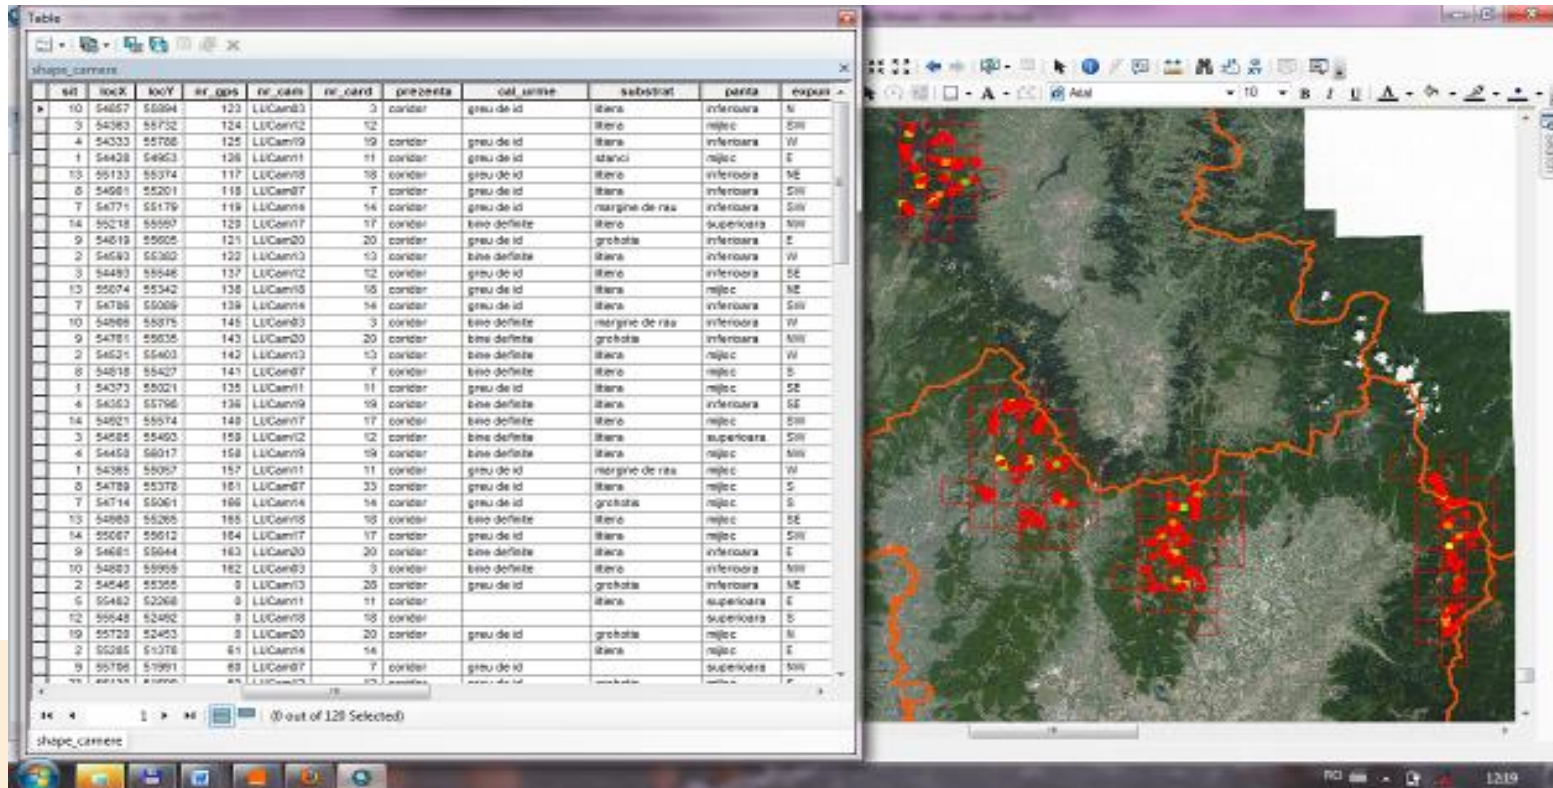 Table
shape_camere
sit locX locY nr_gps nr_cam nr_card prezenta cal_urme substrat panta
10 54857 55894 123 LUCam03 3 coridor greu de id litiera inferioara N
3 54363 55732 124 LUCam12 12 litiera mijloc SW
4 54333 55788 125 LUCam19 19 coridor greu de id litiera inferioara W
1 54428 54953 126 LUCam11 11 coridor greu de id stanci mijloc E
13 55133 55374 117 LUCam18 18 coridor greu de id litiera inferioara NE
8 54981 55201 118 LUCam07 7 coridor greu de id litiera inferioara SW
7 54771 55179 119 LUCam14 14 coridor greu de id margine de rau inferioara SW
14 55218 55597 120 LUCam17 17 coridor bine definite litiera superioara NW
9 54819 55605 121 LUCam20 20 coridor greu de id grohotis inferioara E
2 54593 55382 122 LUCam13 13 coridor bine definite litiera inferioara W
3 54493 55546 137 LUCam12 12 coridor greu de id litiera inferioara SE
13 55074 55342 138 LUCam18 18 coridor greu de id litiera mijloc NE
7 54786 55089 139 LUCam14 14 coridor greu de id litiera inferioara SW
10 54906 55875 145 LUCam03 3 coridor bine definite margine de rau inferioara W
9 54781 55635 143 LUCam20 20 coridor bine definite grohotis inferioara NW
2 54521 55403 142 LUCam13 13 coridor bine definite litiera mijloc W
8 54818 55427 141 LUCam07 7 coridor bine definite litiera mijloc S
1 54373 55021 135 LUCam11 11 coridor greu de id litiera mijloc SE
4 54353 55798 136 LUCam19 19 coridor bine definite litiera inferioara SE
14 54921 55574 140 LUCam17 17 coridor bine definite litiera mijloc SW
3 54585 55493 159 LUCam12 12 coridor bine definite litiera superioara SW
4 54450 56017 158 LUCam19 19 coridor bine definite litiera mijloc NW
1 54365 55057 157 LUCam11 11 coridor greu de id margine de rau mijloc W
8 54789 55378 161 LUCam07 33 coridor greu de id litiera mijloc S
7 54714 55061 166 LUCam14 14 coridor greu de id grohotis mijloc S
13 54980 55265 165 LUCam18 18 coridor bine definite litiera mijloc SE
14 55087 55612 164 LUCam17 17 coridor greu de id litiera mijloc SW
9 54681 55644 163 LUCam20 20 coridor bine definite litiera inferioara E
10 54803 55959 162 LUCam03 3 coridor bine definite litiera inferioara NW
2 54546 55355 0 LUCam13 28 coridor greu de id grohotis inferioara NE
5 55482 52268 0 LUCam11 11 coridor litiera superioara E
12 55548 52492 0 LUCam18 18 coridor superioara S
19 55720 52453 0 LUCam20 20 coridor greu de id grohotis mijloc N
2 55285 51378 61 LUCam14 14 litiera mijloc E
9 55706 51991 60 LUCam07 7 coridor greu de id superioara NW
1
(0 out of 120 Selected)
shape_camere
Arial 10 B I U A
RO 12:19